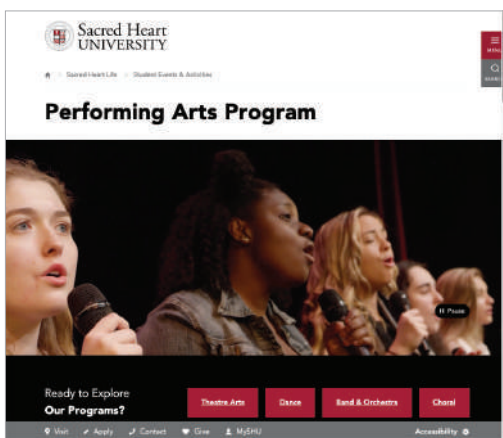 Sacred Heart
UNIVERSITY
MENU
SEARCH
Sacred Heart Life
Student Events & Activities
Performing Arts Program
Pause
Ready to Explore
Our Programs?
Theatre Arts
Dance
Band & Orchestra
Choral
Visit
Apply
Contact
Give
MySHU
Accessibility